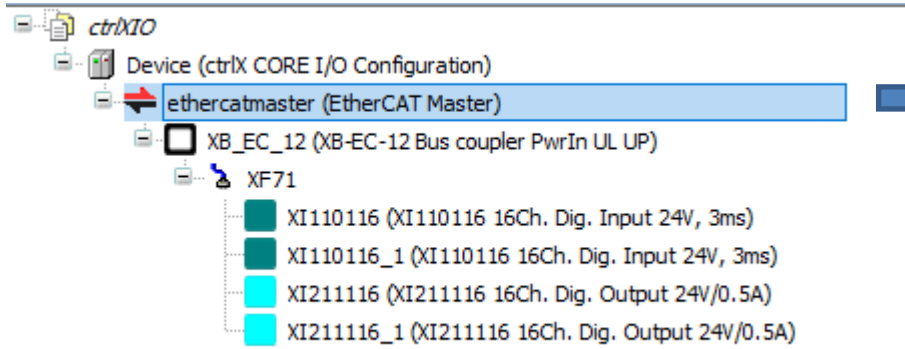 ctrlXIO
Device (ctrlX CORE I/O Configuration)
ethercatmaster (EtherCAT Master)
XB_EC_12 (XB-EC-12 Bus coupler PwrIn UL UP)
XF71
XI110116 (XI110116 16Ch. Dig. Input 24V, 3ms)
XI110116_1 (XI110116 16Ch. Dig. Input 24V, 3ms)
XI211116 (XI211116 16Ch. Dig. Output 24V/0.5A)
XI211116_1 (XI211116 16Ch. Dig. Output 24V/0.5A)